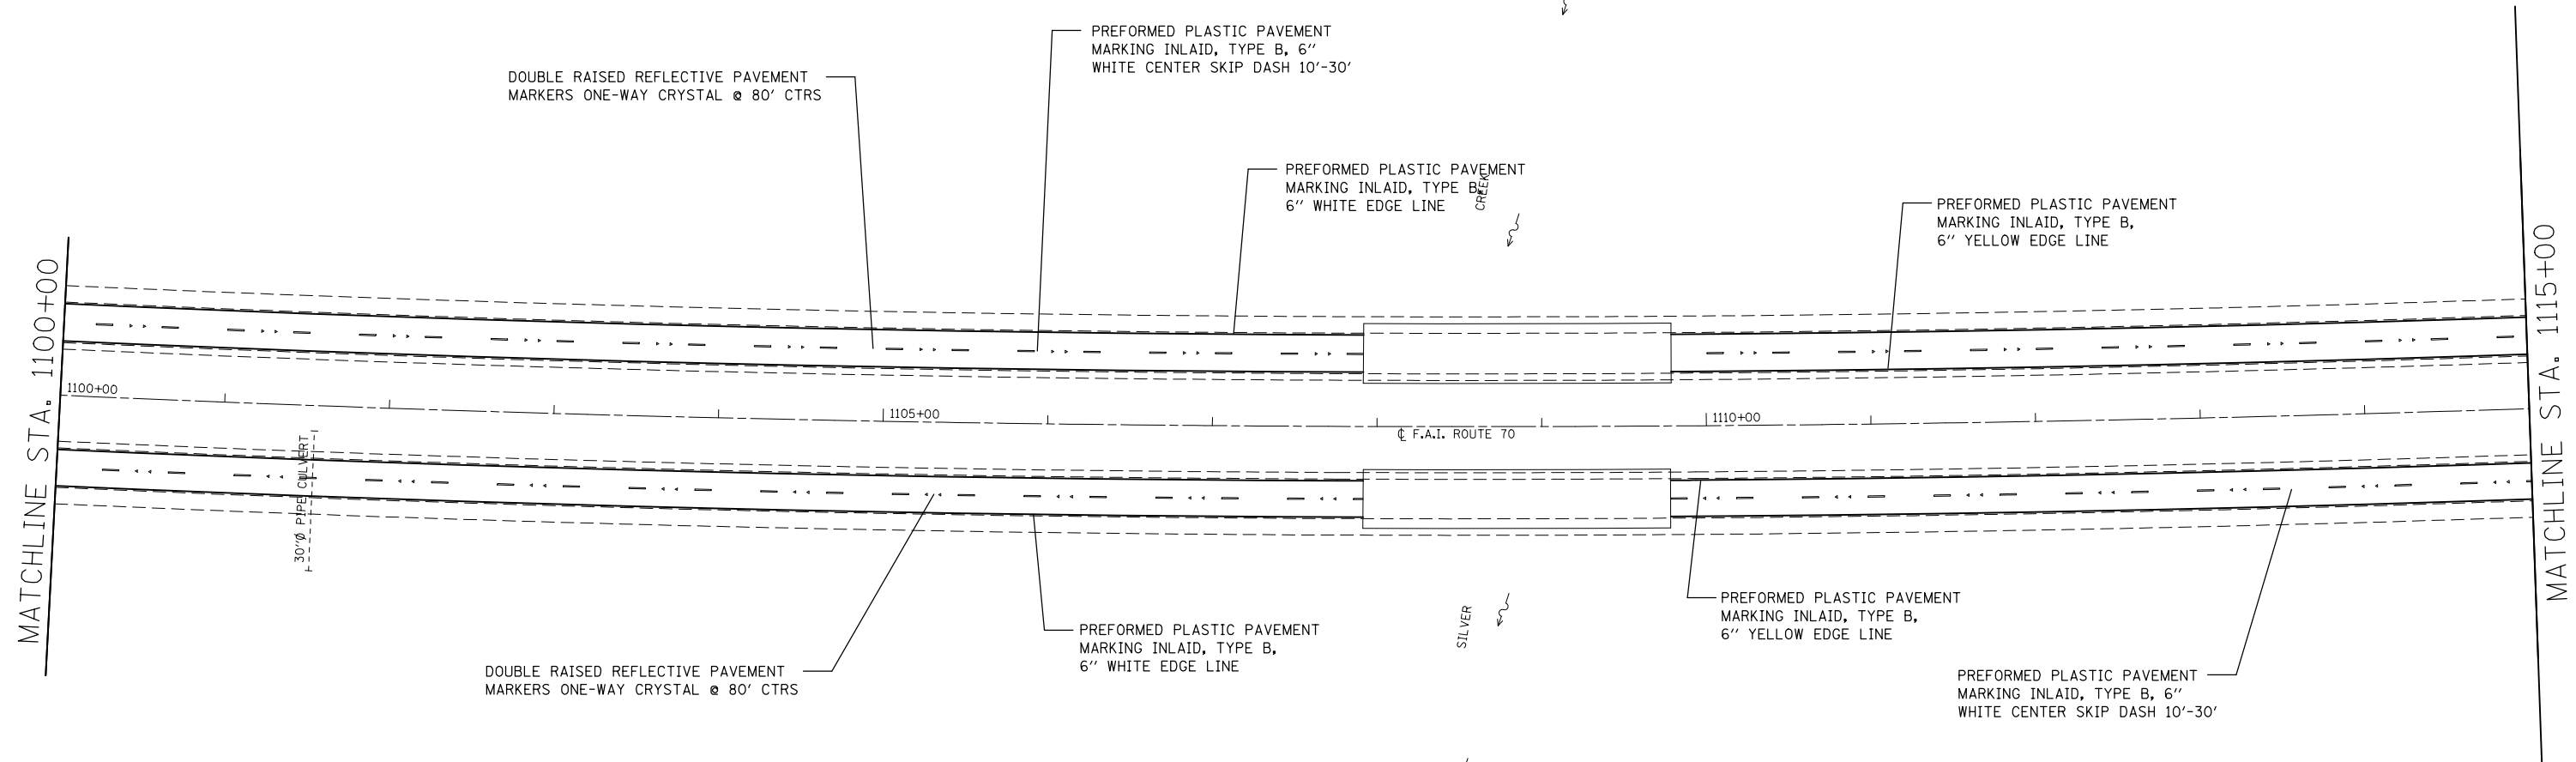 PREFORMED PLASTIC PAVEMENT
MARKING INLAID, TYPE B, 6"
WHITE CENTER SKIP DASH 10'-30'
DOUBLE RAISED REFLECTIVE PAVEMENT
MARKERS ONE-WAY CRYSTAL @ 80' CTRS
PREFORMED PLASTIC PAVEMENT
MARKING INLAID, TYPE B,
6" WHITE EDGE LINE
CREEK
PREFORMED PLASTIC PAVEMENT
MARKING INLAID, TYPE B,
6" YELLOW EDGE LINE
MATCHLINE STA. 1100+00
MATCHLINE STA. 1115+00
1100+00
1105+00
1110+00
℄ F.A.I. ROUTE 70
30"Ø PIPE CULVERT
SILVER
PREFORMED PLASTIC PAVEMENT
MARKING INLAID, TYPE B,
6" YELLOW EDGE LINE
PREFORMED PLASTIC PAVEMENT
MARKING INLAID, TYPE B,
6" WHITE EDGE LINE
DOUBLE RAISED REFLECTIVE PAVEMENT
MARKERS ONE-WAY CRYSTAL @ 80' CTRS
PREFORMED PLASTIC PAVEMENT
MARKING INLAID, TYPE B, 6"
WHITE CENTER SKIP DASH 10'-30'